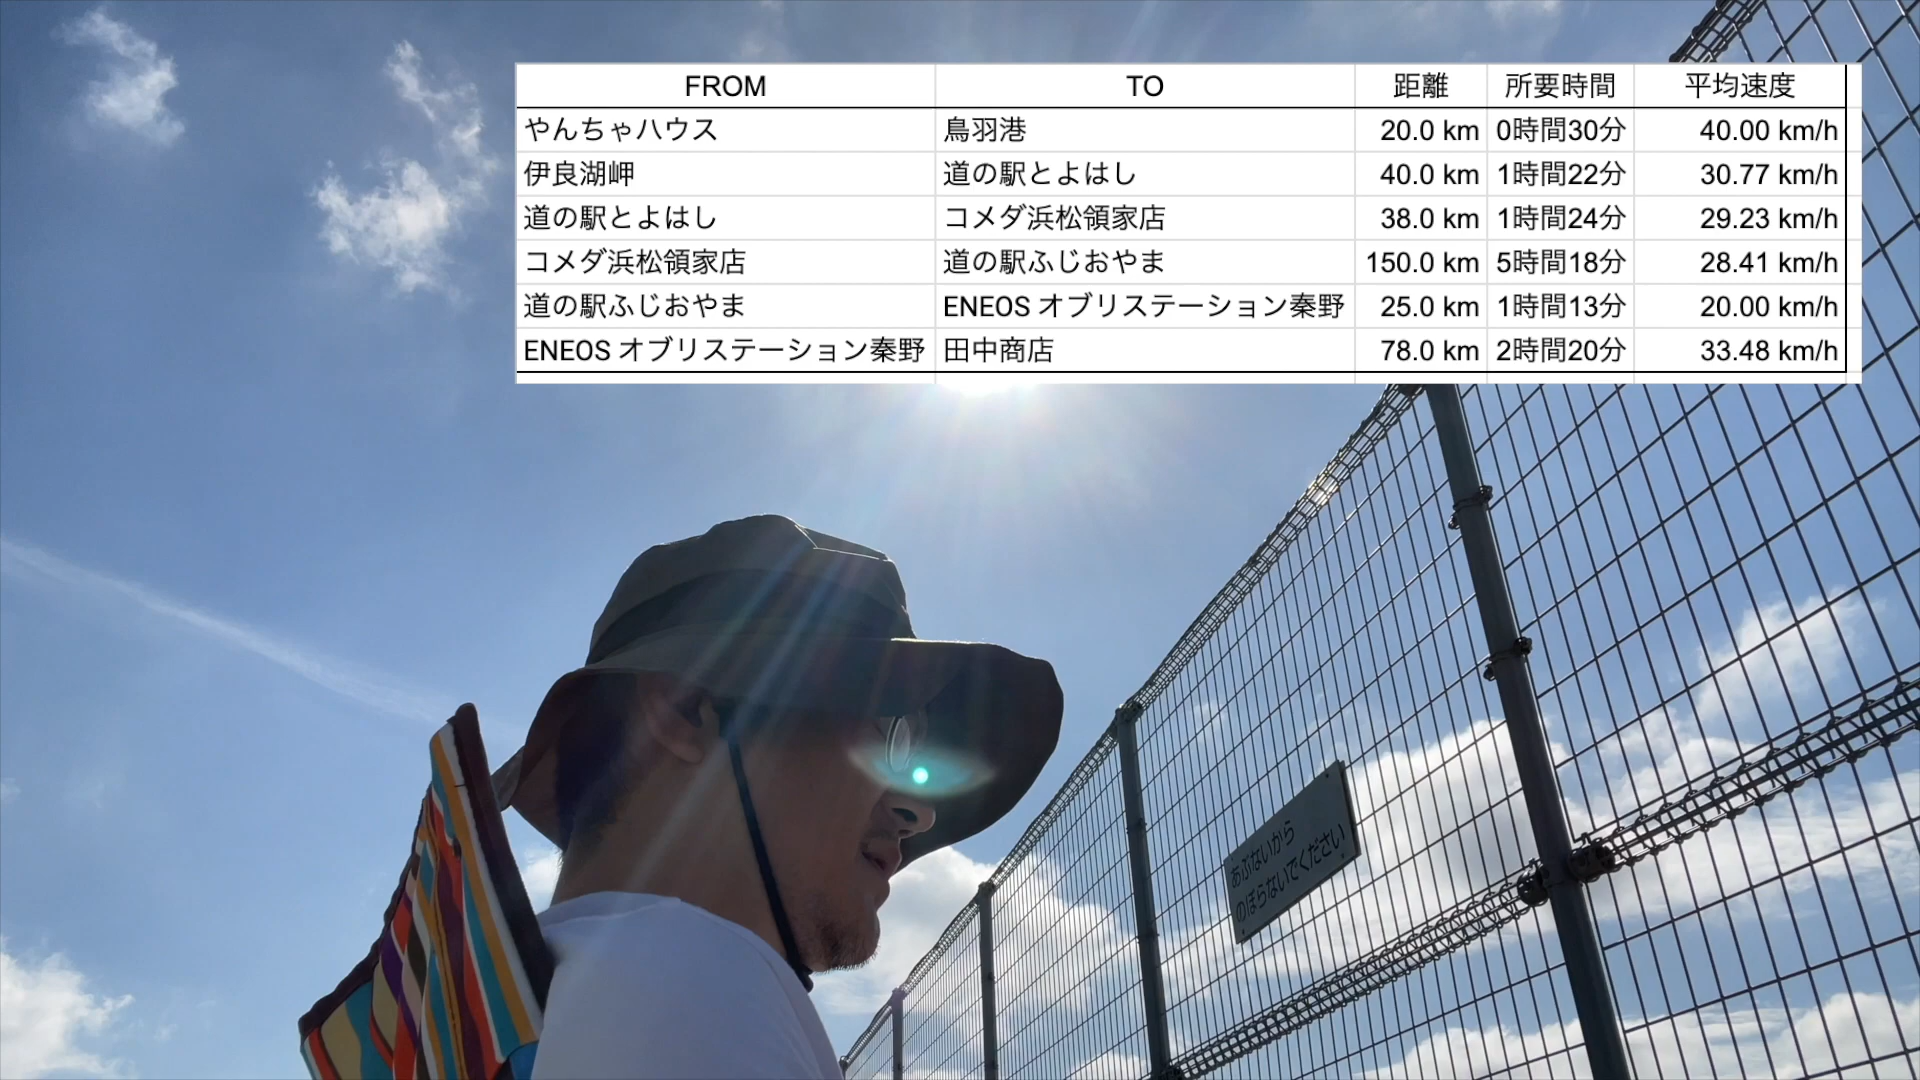 FROM TO 距離 所要時間 平均速度
やんちゃハウス 鳥羽港 20.0 km 0時間30分 40.00 km/h
伊良湖岬 道の駅とよはし 40.0 km 1時間22分 30.77 km/h
道の駅とよはし コメダ浜松領家店 38.0 km 1時間24分 29.23 km/h
コメダ浜松領家店 道の駅ふじおやま 150.0 km 5時間18分 28.41 km/h
道の駅ふじおやま ENEOS オブリステーション秦野 25.0 km 1時間13分 20.00 km/h
ENEOS オブリステーション秦野 田中商店 78.0 km 2時間20分 33.48 km/h
あぶないから
のぼらないでください